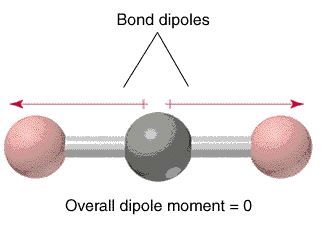 Bond dipoles
Overall dipole moment = 0